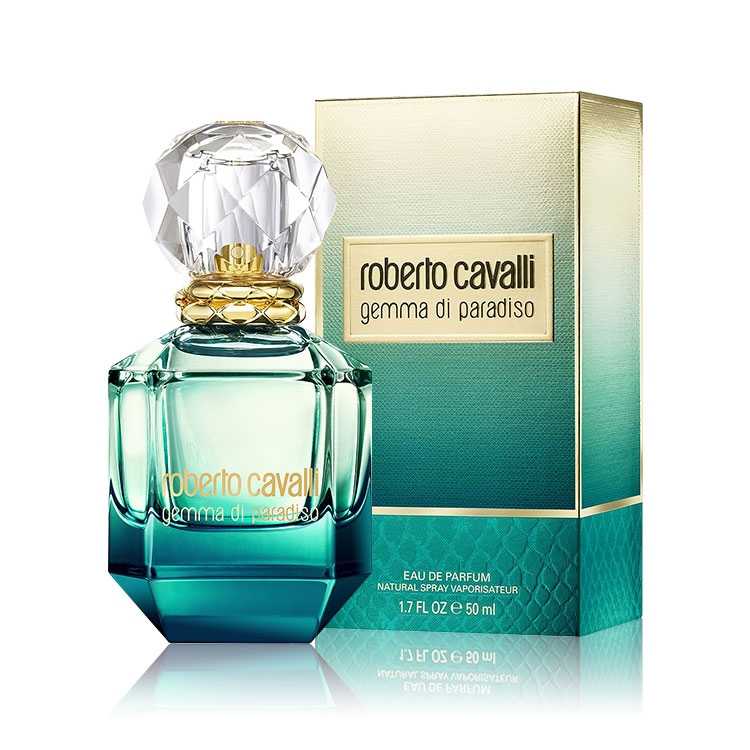 roberto cavalli
gemma di paradiso
roberto cavalli
gemma di paradiso
EAU DE PARFUM
NATURAL SPRAY VAPORISATEUR
1.7 FL OZ ℮ 50 ml